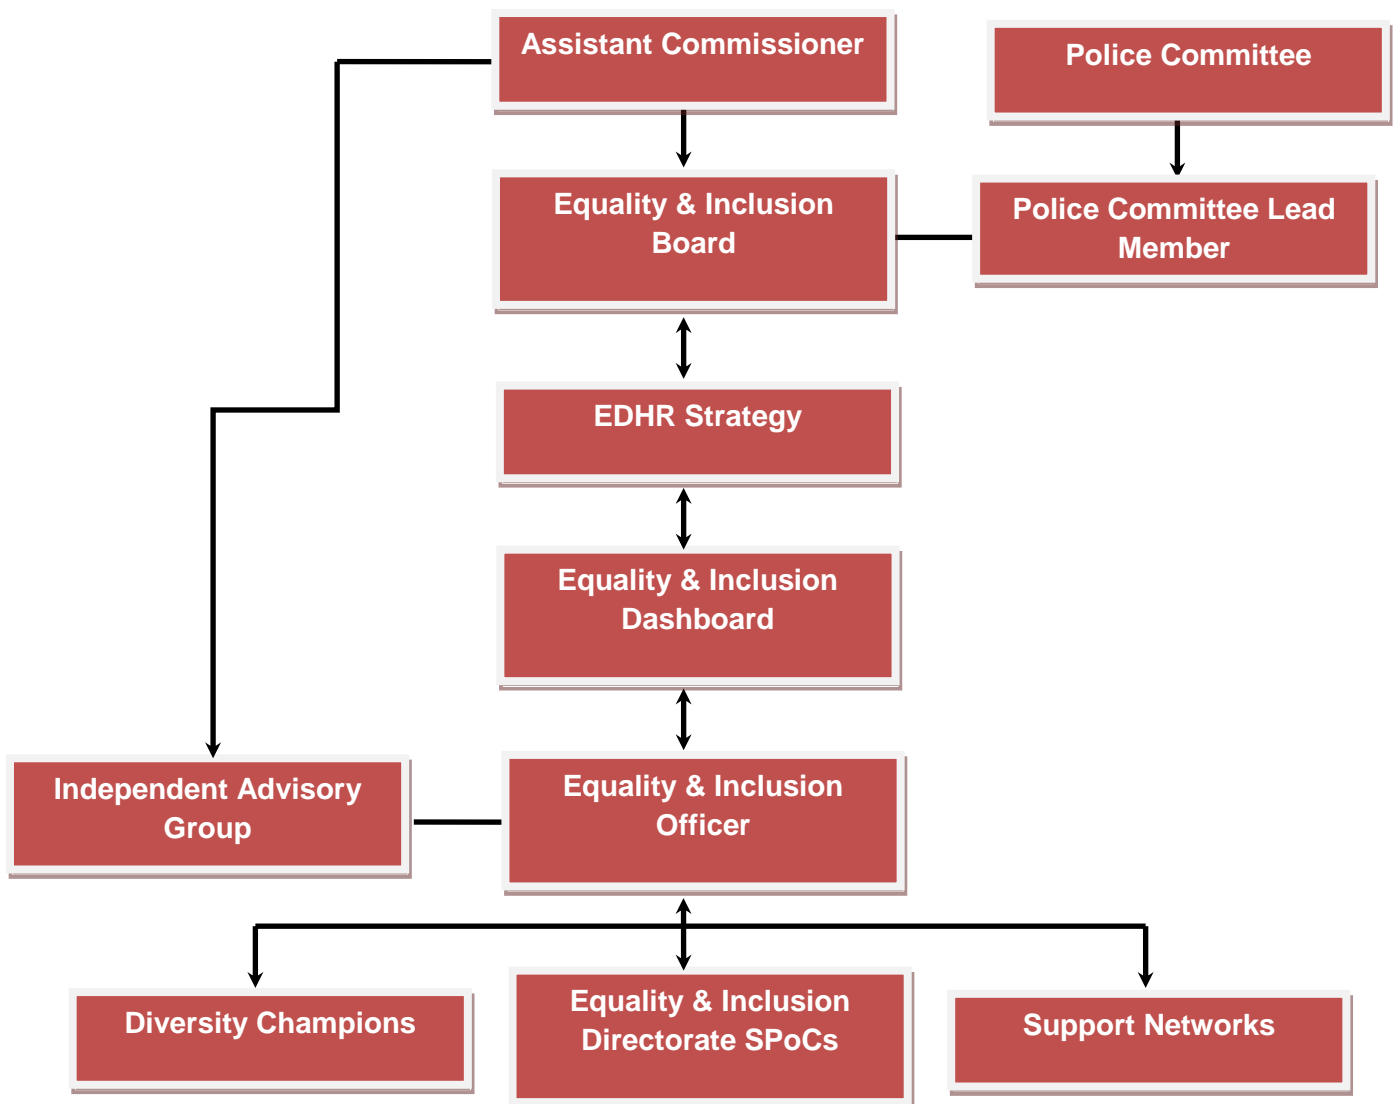 Assistant Commissioner
Police Committee
Equality & Inclusion
Board
Police Committee Lead
Member
EDHR Strategy
Equality & Inclusion
Dashboard
Independent Advisory
Group
Equality & Inclusion
Officer
Diversity Champions
Equality & Inclusion
Directorate SPoCs
Support Networks